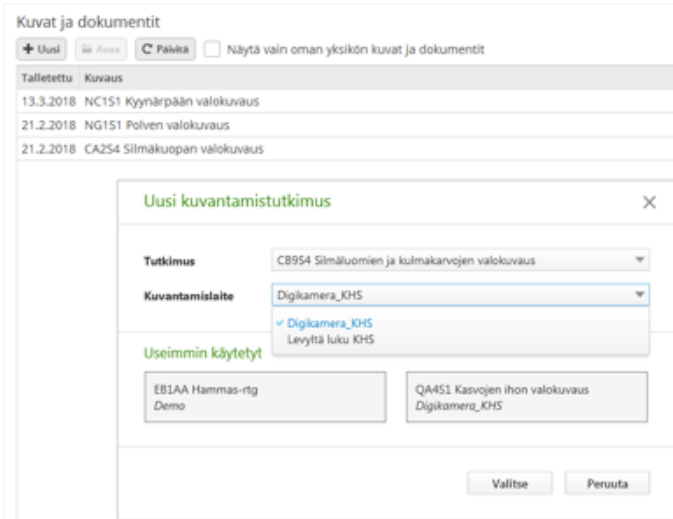 Kuvat ja dokumentit
Uusi Avaa Päivitä Näytä vain oman yksikön kuvat ja dokumentit
Talletettu Kuvaus
13.3.2018 NC1S1 Kyynärpään valokuvaus
21.2.2018 NG1S1 Polven valokuvaus
21.2.2018 CA2S4 Silmäkuopan valokuvaus
Uusi kuvantamistutkimus
Tutkimus CB9S4 Silmäluomien ja kulmakarvojen valokuvaus
Kuvantamislaite Digikamera_KHS
Digikamera_KHS
Levyltä luku KHS
Useimmin käytetyt
EB1AA Hammas-rtg QA4S1 Kasvojen ihon valokuvaus
Demo Digikamera_KHS
Valitse Peruuta